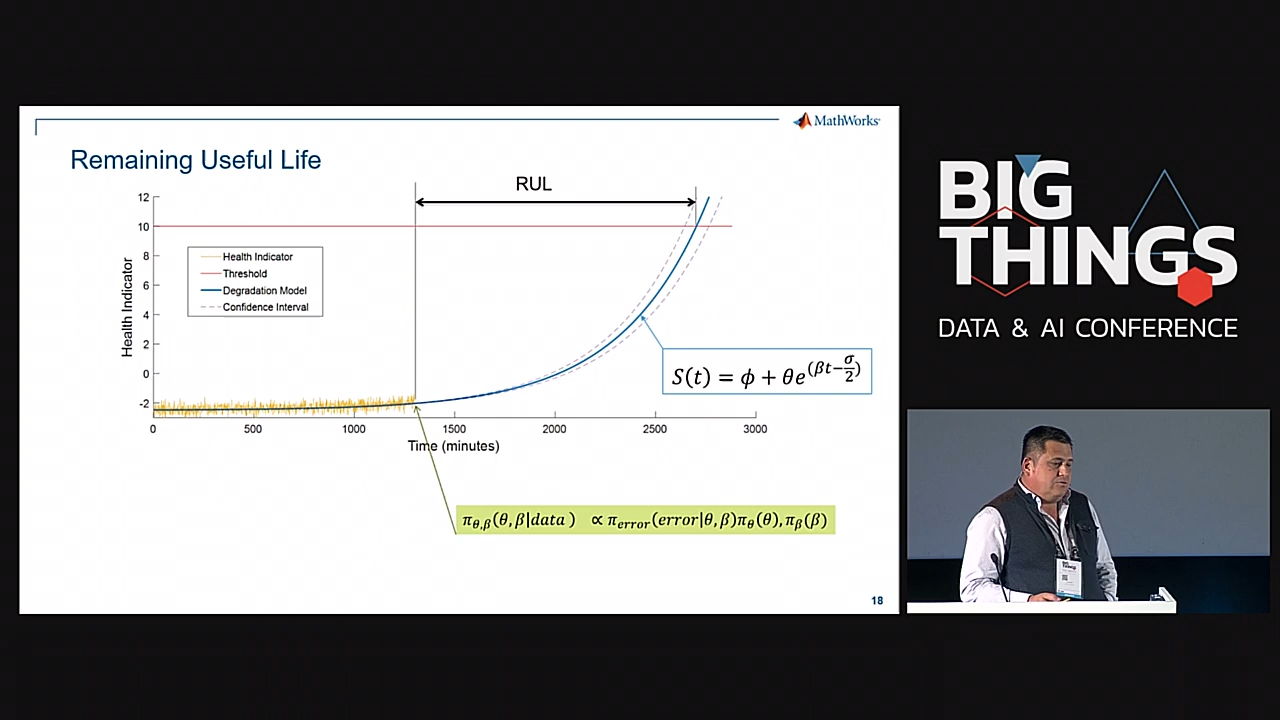 MathWorks®
Remaining Useful Life
RUL
12
10
8
6
4
2
0
-2
Health Indicator
Health Indicator
Threshold
Degradation Model
Confidence Interval
S(t) = ϕ + θe^(βt−σ/2)
0 500 1000 1500 2000 2500 3000
Time (minutes)
π_θ,β(θ, β|data ) ∝ π_error(error|θ, β)π_θ(θ), π_β(β)
18
BIG
THINGS
DATA & AI CONFERENCE
BIG
THINGS